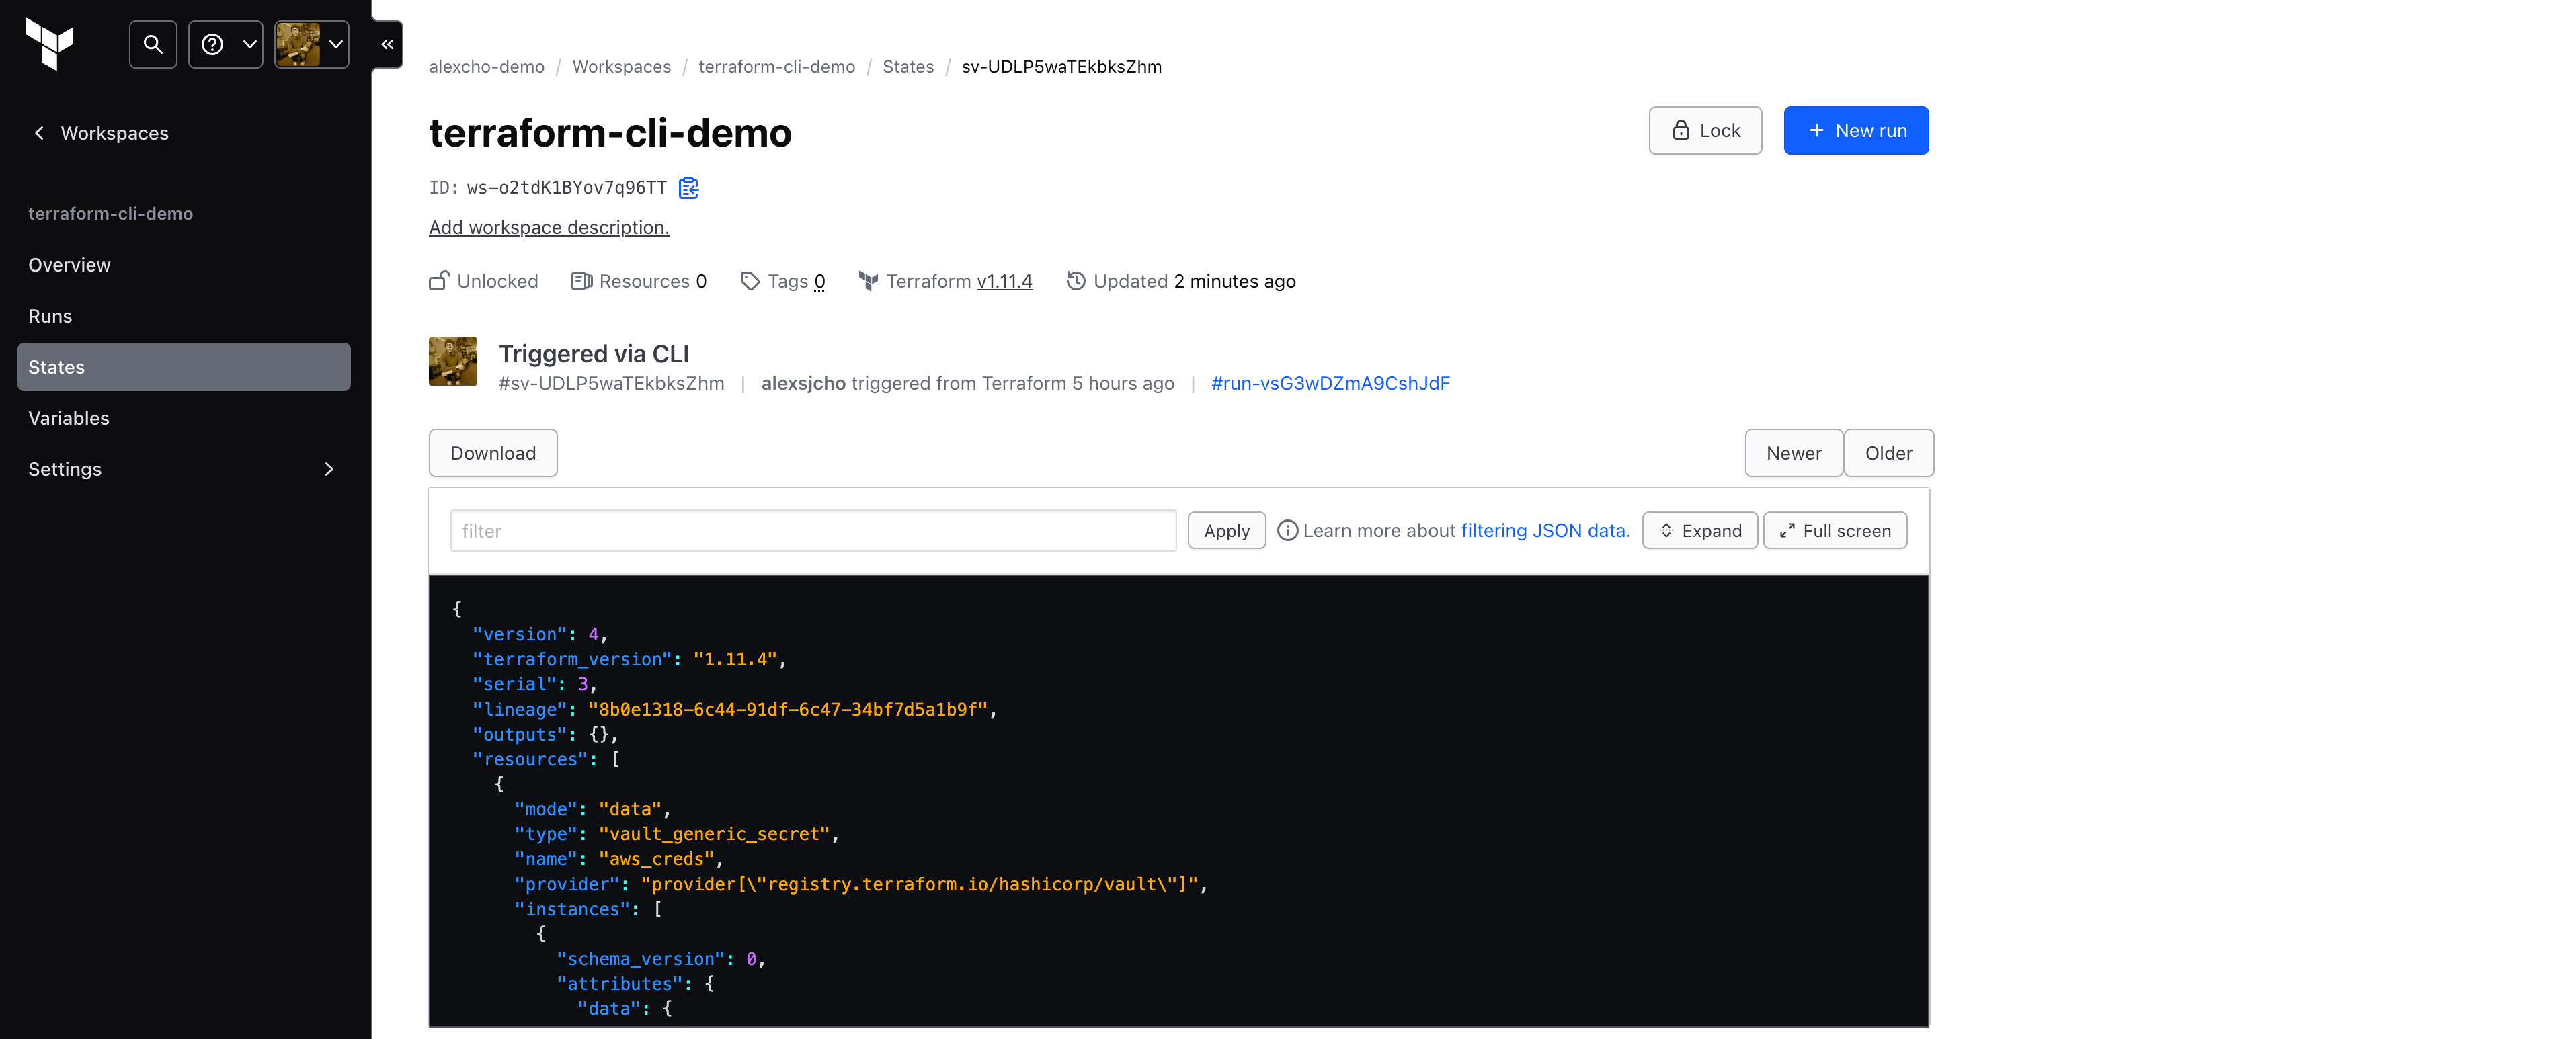 alexcho-demo / Workspaces / terraform-cli-demo / States / sv-UDLP5waTEkbksZhm
Workspaces
terraform-cli-demo
Overview
Runs
States
Variables
Settings
terraform-cli-demo
Lock
+ New run
ID: ws-o2tdK1BYov7q96TT
Add workspace description.
Unlocked Resources 0 Tags 0 Terraform v1.11.4 Updated 2 minutes ago
Triggered via CLI
#sv-UDLP5waTEkbksZhm | alexsjcho triggered from Terraform 5 hours ago | #run-vsG3wDZmA9CshJdF
Download
Newer Older
filter Apply Learn more about filtering JSON data. Expand Full screen
{
"version": 4,
"terraform_version": "1.11.4",
"serial": 3,
"lineage": "8b0e1318-6c44-91df-6c47-34bf7d5a1b9f",
"outputs": {},
"resources": [
{
"mode": "data",
"type": "vault_generic_secret",
"name": "aws_creds",
"provider": "provider[\"registry.terraform.io/hashicorp/vault\"]",
"instances": [
{
"schema_version": 0,
"attributes": {
"data": {